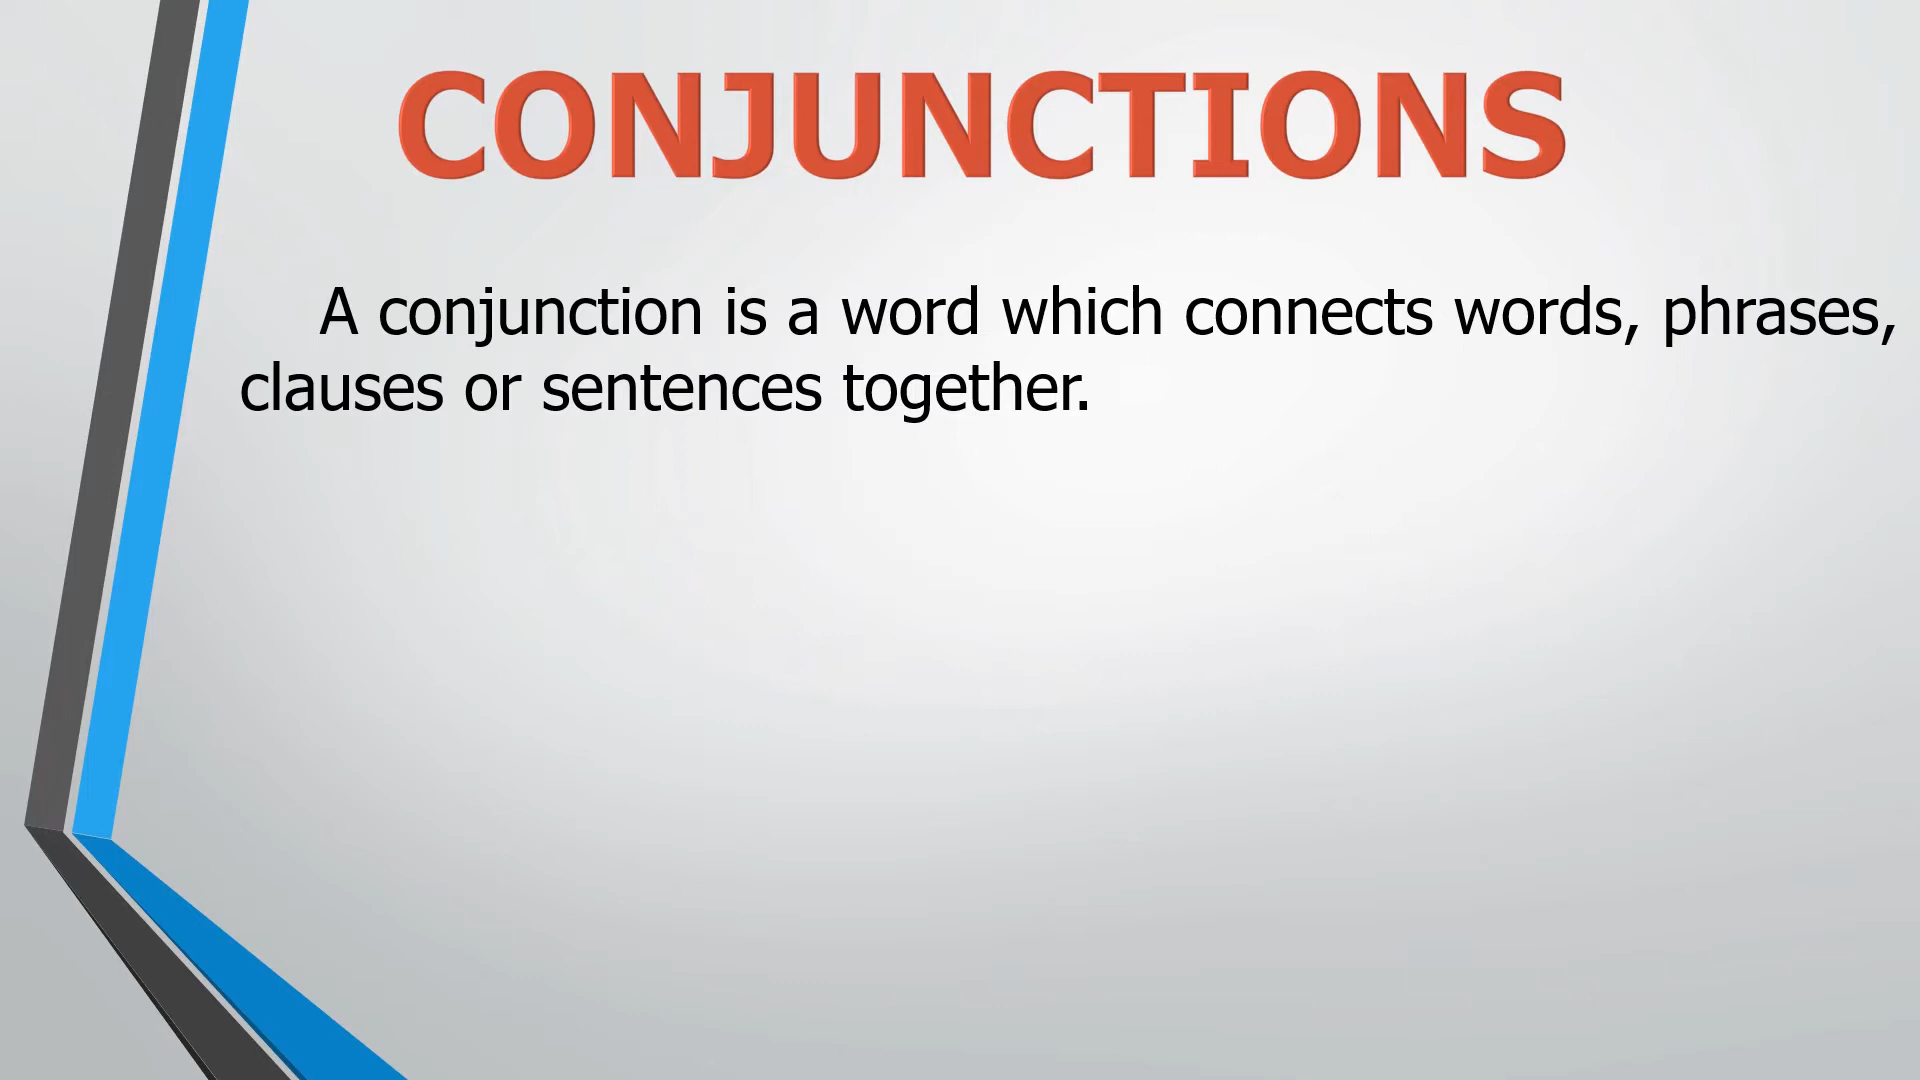 CONJUNCTIONS
A conjunction is a word which connects words, phrases,
clauses or sentences together.